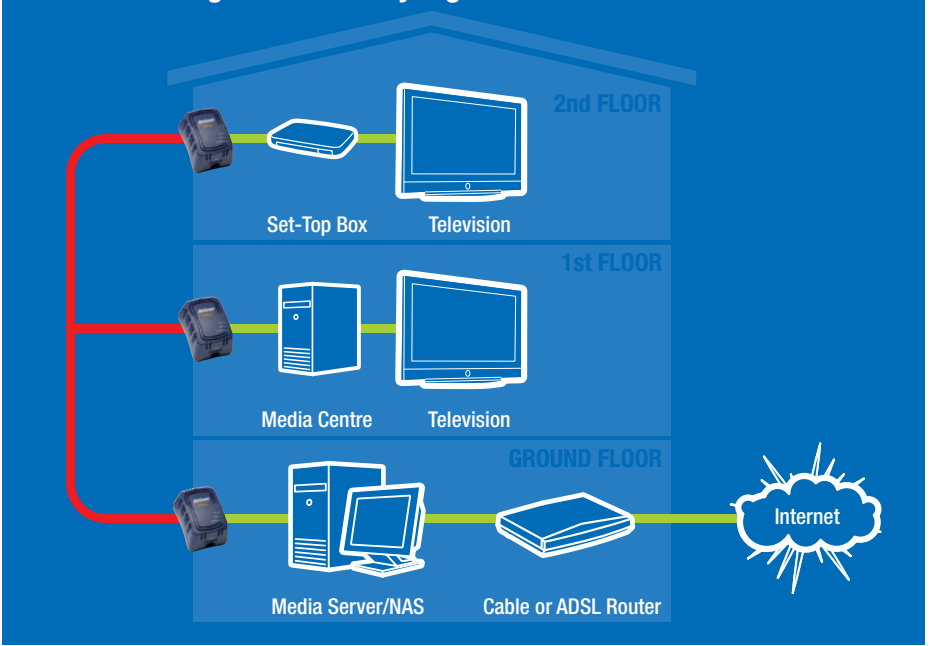 2nd FLOOR
Set-Top Box Television
1st FLOOR
Media Centre Television
GROUND FLOOR
Internet
Media Server/NAS Cable or ADSL Router